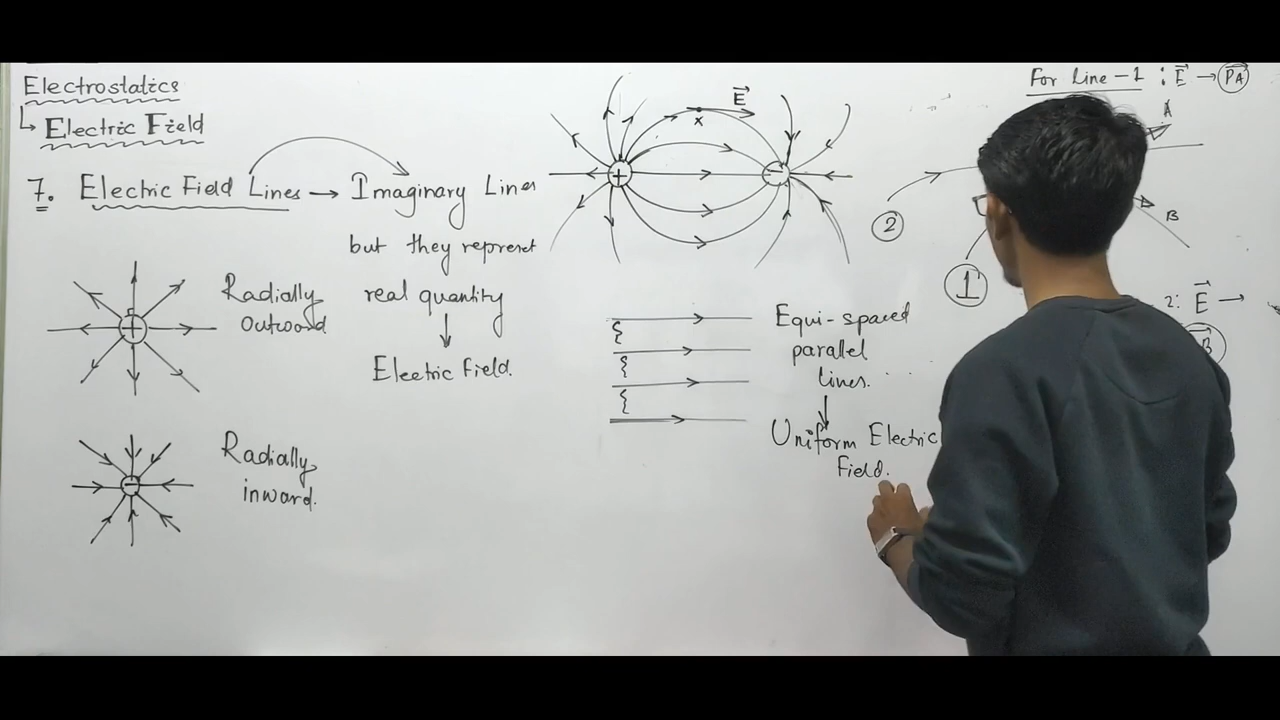 Electrostatics
Electric Field
7. Electric Field Lines → Imaginary Lines
but they represet
real quantity
Electric Field.
Radially
Outward
Radially
inward.
+
-
+
-
E
x
Equi-spaced
parallel
lines.
Uniform Electric
Field.
For Line-1 : E → PA
A
B
2
1
2: E →